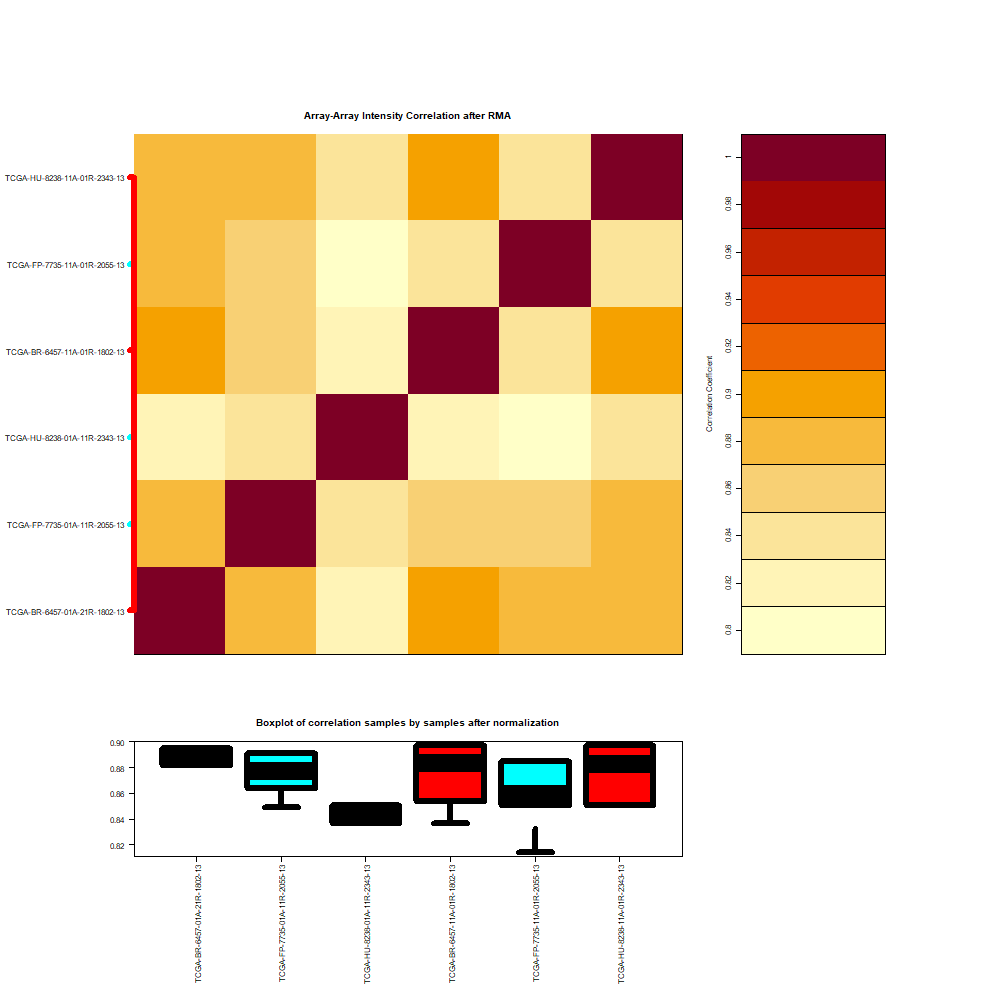 Array-Array Intensity Correlation after RMA
TCGA-HU-8238-11A-01R-2343-13
TCGA-FP-7735-11A-01R-2055-13
TCGA-BR-6457-11A-01R-1802-13
TCGA-HU-8238-01A-11R-2343-13
TCGA-FP-7735-01A-11R-2055-13
TCGA-BR-6457-01A-21R-1802-13
Correlation Coefficient
1
0.98
0.96
0.94
0.92
0.9
0.88
0.86
0.84
0.82
0.8
Boxplot of correlation samples by samples after normalization
0.90
0.88
0.86
0.84
0.82
TCGA-BR-6457-01A-21R-1802-13
TCGA-FP-7735-01A-11R-2055-13
TCGA-HU-8238-01A-11R-2343-13
TCGA-BR-6457-11A-01R-1802-13
TCGA-FP-7735-11A-01R-2055-13
TCGA-HU-8238-11A-01R-2343-13